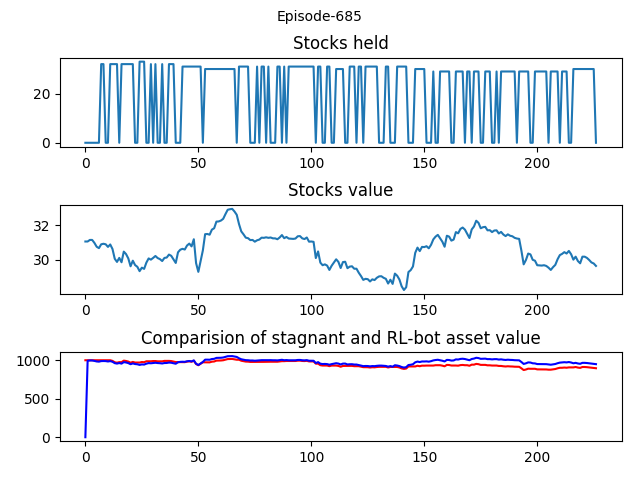 Episode-685
Stocks held
20
0
0 50 100 150 200
Stocks value
32
30
0 50 100 150 200
Comparision of stagnant and RL-bot asset value
1000
500
0
0 50 100 150 200